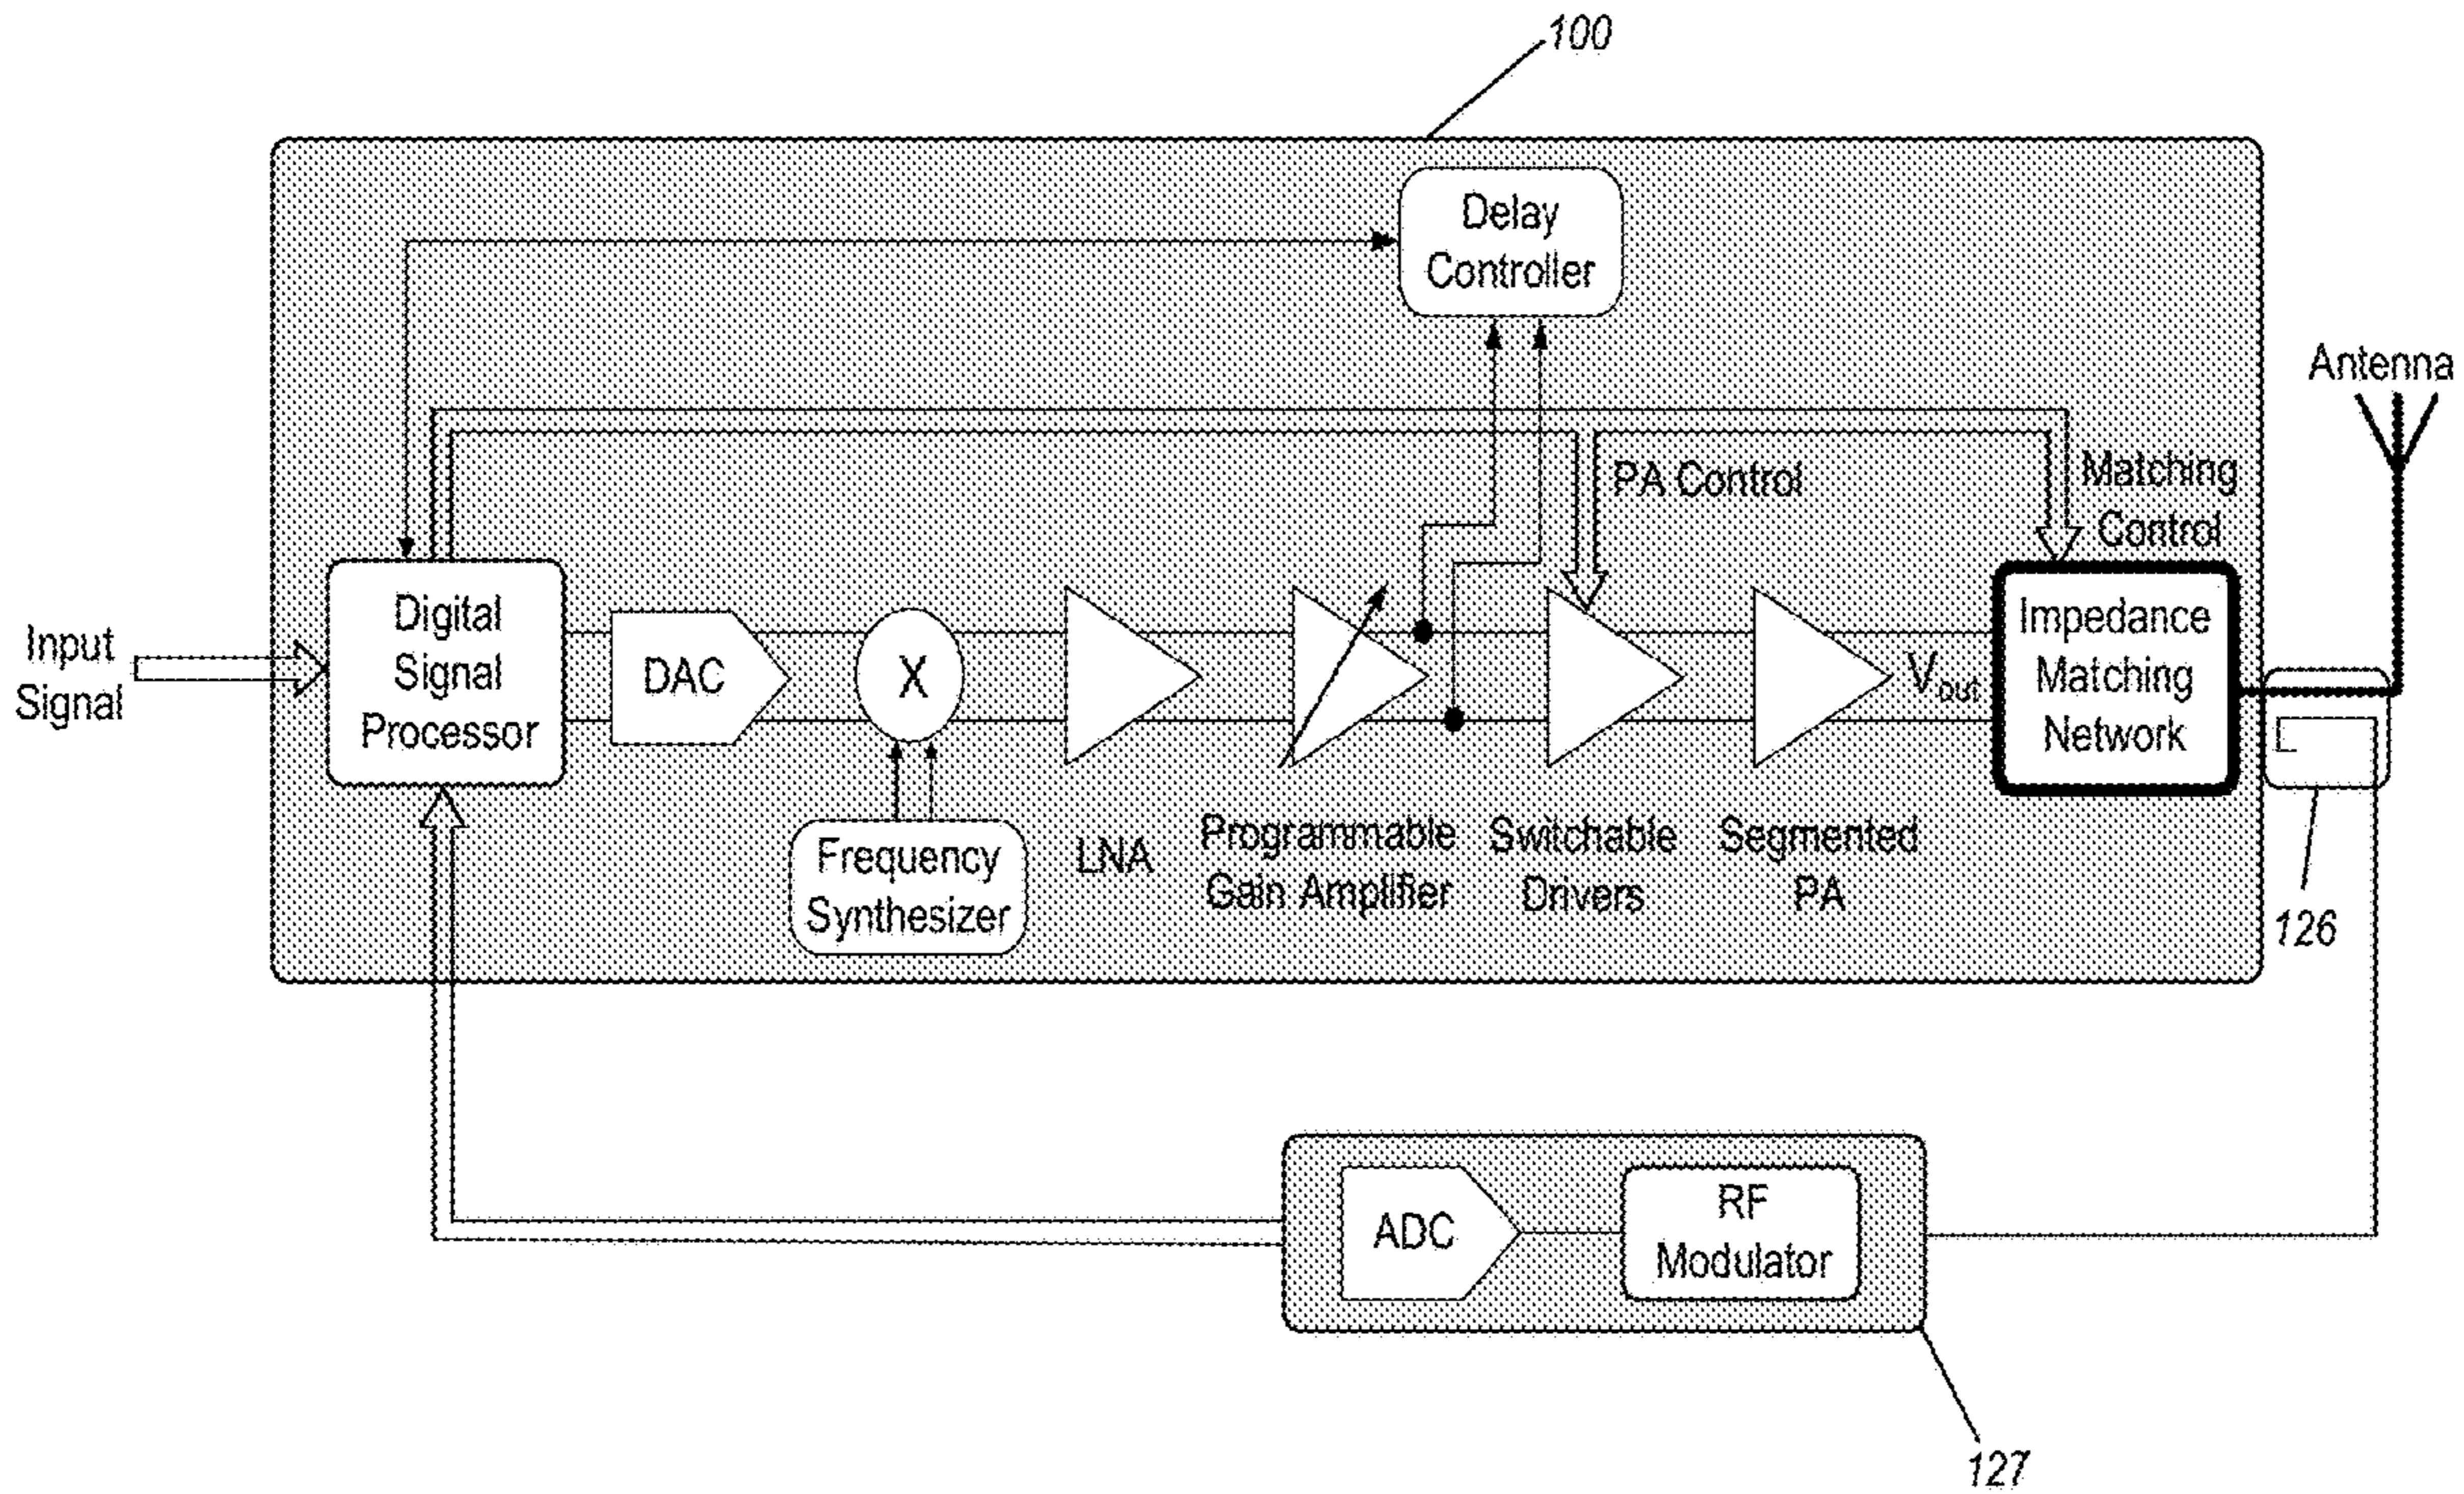 100
Delay
Controller
Antenna
PA Control
Matching
Control
Input
Signal
Digital
Signal
Processor
DAC
X
Vout
Impedance
Matching
Network
Frequency
Synthesizer
LNA
Programmable
Gain Amplifier
Switchable
Drivers
Segmented
PA
126
ADC
RF
Modulator
127